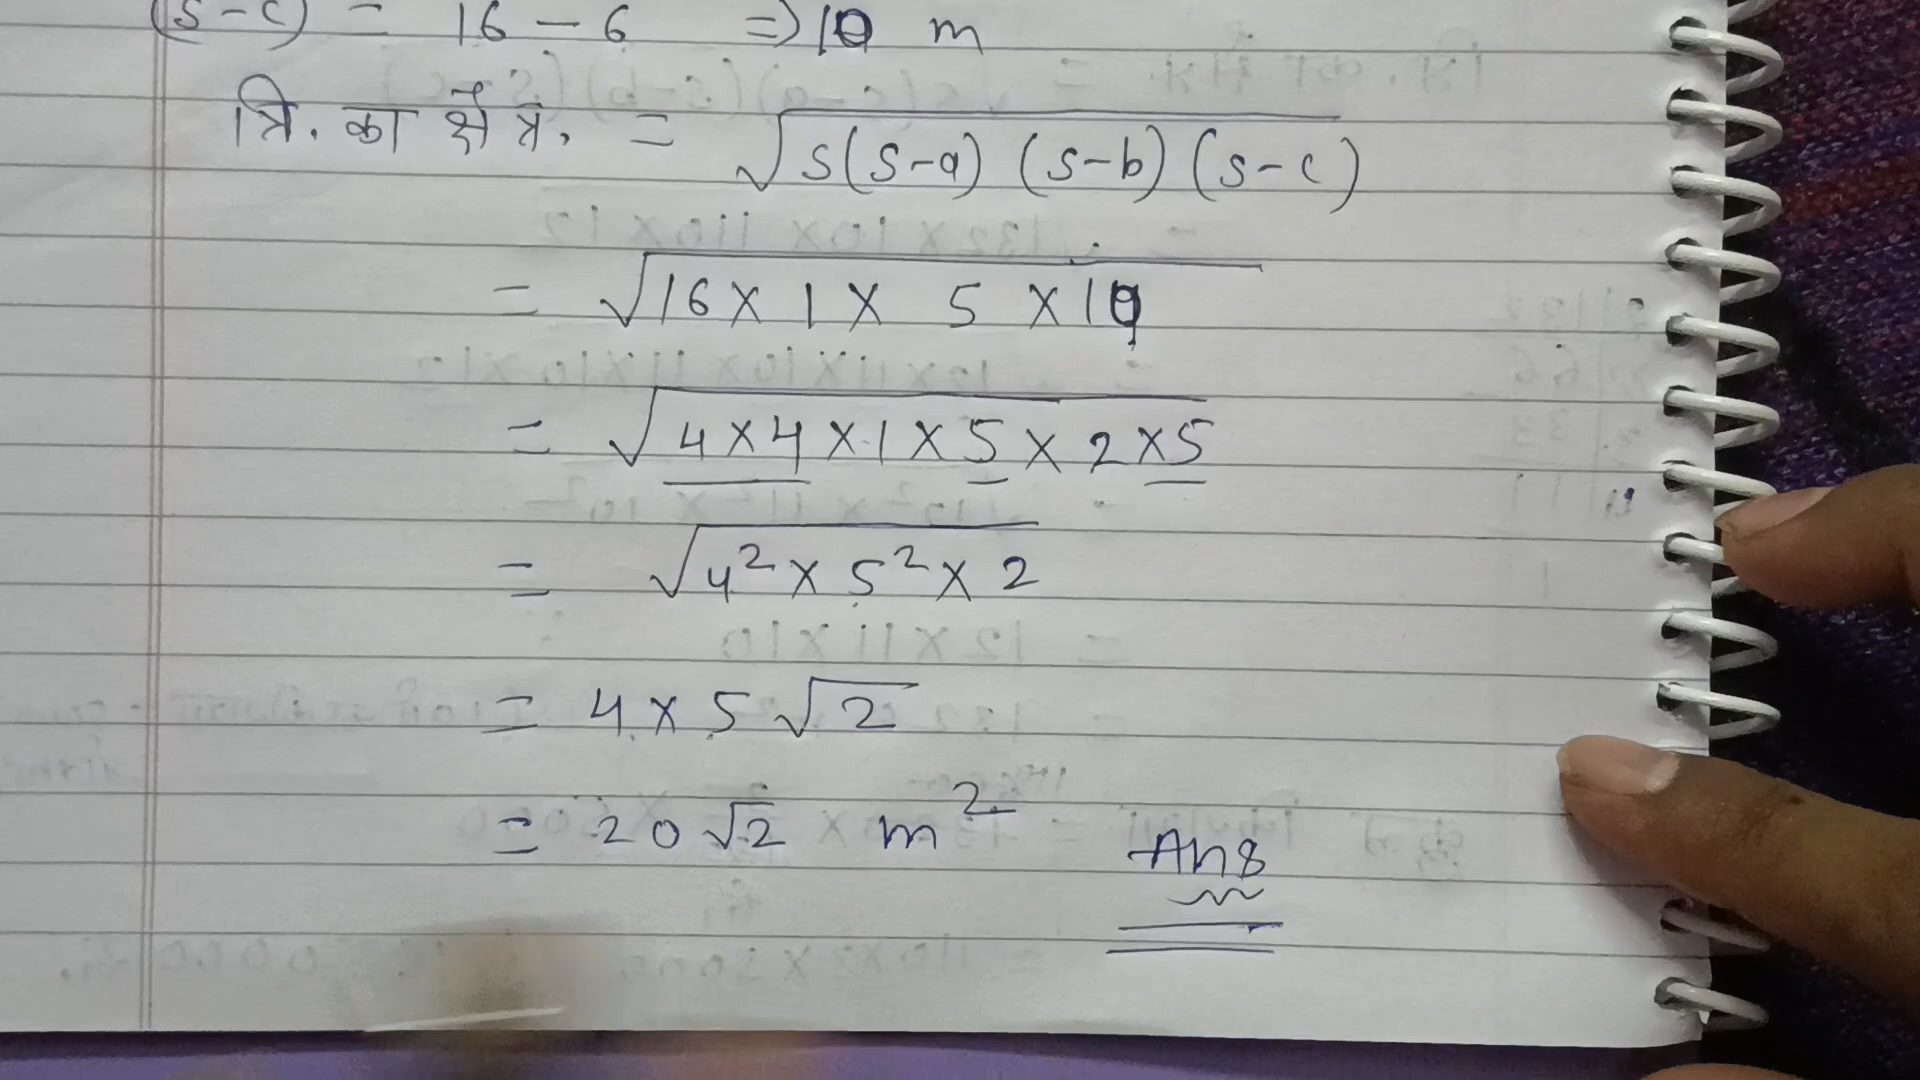 (s-c) = 16 - 6 => 10 m
त्रि. का क्षेत्र. = √s(s-a) (s-b) (s-c)
= √16 x 1 x 5 x 10
= √4 x 4 x 1 x 5 x 2 x 5
= √4² x 5² x 2
= 4 x 5 √2
= 20 √2 m² Ans